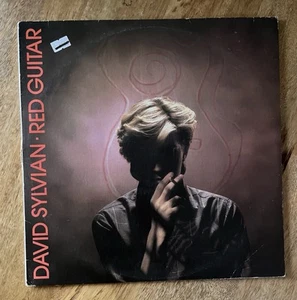 DAVID SYLVIAN · RED GUITAR